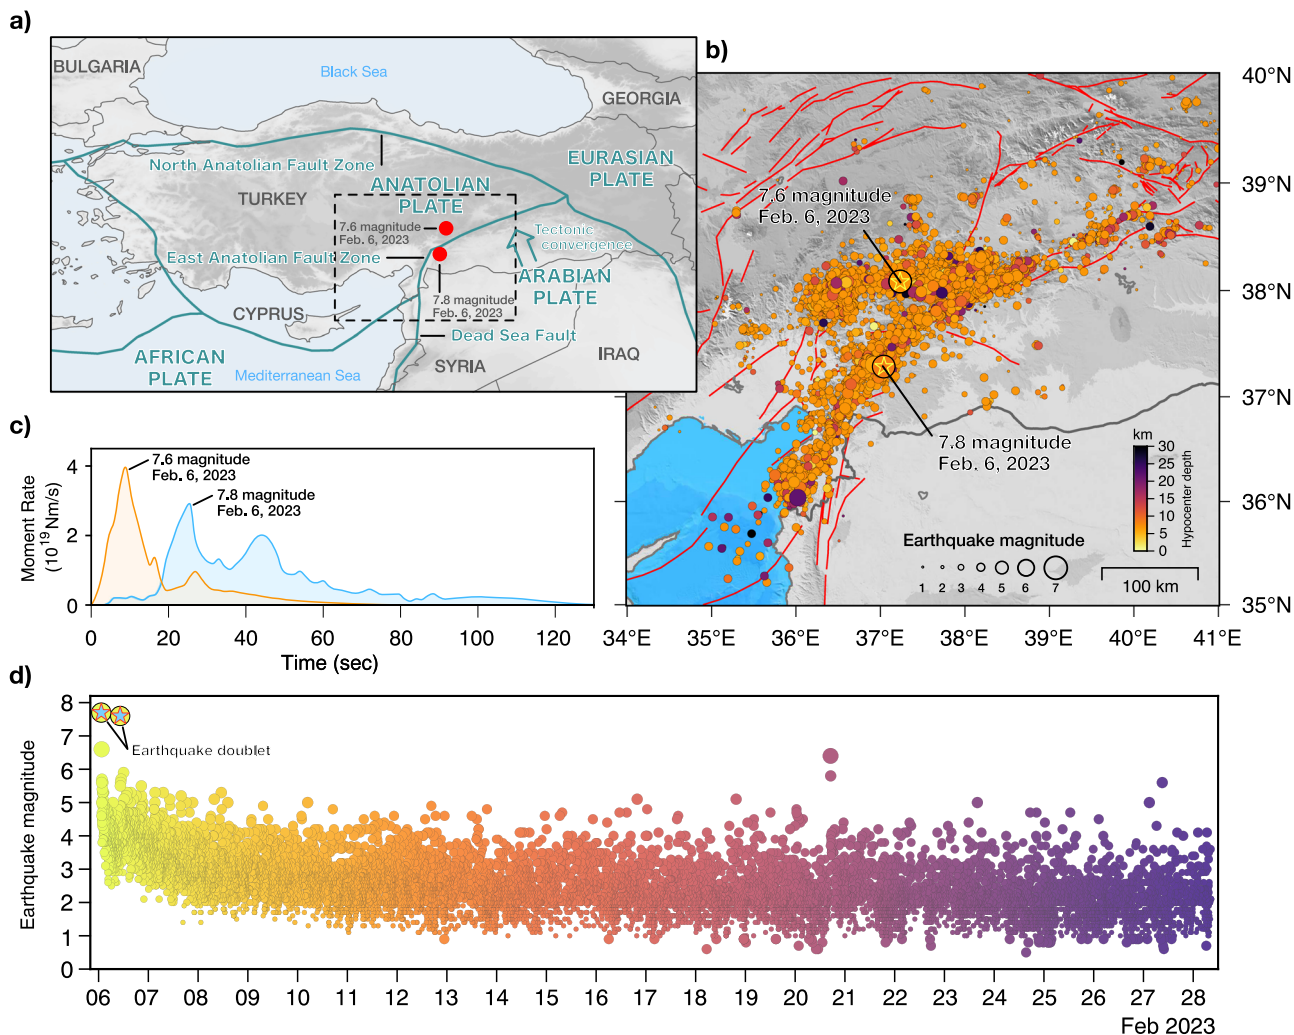 a)
BULGARIA
Black Sea
GEORGIA
North Anatolian Fault Zone
EURASIAN
PLATE
TURKEY
ANATOLIAN
PLATE
7.6 magnitude
Feb. 6, 2023
Tectonic
convergence
East Anatolian Fault Zone
ARABIAN
PLATE
7.8 magnitude
Feb. 6, 2023
CYPRUS
Dead Sea Fault
AFRICAN
PLATE
Mediterranean Sea
SYRIA
IRAQ
b)
40°N
39°N
38°N
37°N
36°N
35°N
7.6 magnitude
Feb. 6, 2023
7.8 magnitude
Feb. 6, 2023
km
30
25
20
15
10
5
0
Hypocenter depth
Earthquake magnitude
1 2 3 4 5 6 7
100 km
34°E 35°E 36°E 37°E 38°E 39°E 40°E 41°E
c)
Moment Rate
(10¹⁹ Nm/s)
4
2
0
7.6 magnitude
Feb. 6, 2023
7.8 magnitude
Feb. 6, 2023
0 20 40 60 80 100 120
Time (sec)
d)
Earthquake magnitude
8
7
6
5
4
3
2
1
0
Earthquake doublet
06 07 08 09 10 11 12 13 14 15 16 17 18 19 20 21 22 23 24 25 26 27 28
Feb 2023